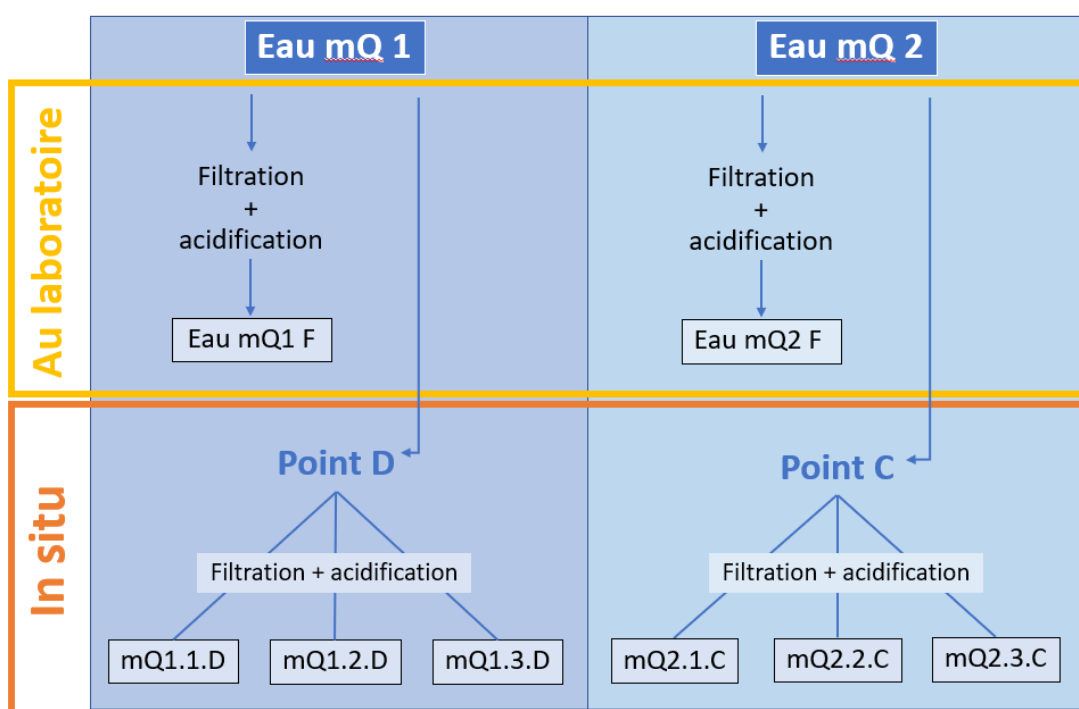 Eau mQ 1
Eau mQ 2
Au laboratoire
Filtration
+
acidification
Eau mQ1 F
Filtration
+
acidification
Eau mQ2 F
In situ
Point D
Filtration + acidification
mQ1.1.D
mQ1.2.D
mQ1.3.D
Point C
Filtration + acidification
mQ2.1.C
mQ2.2.C
mQ2.3.C